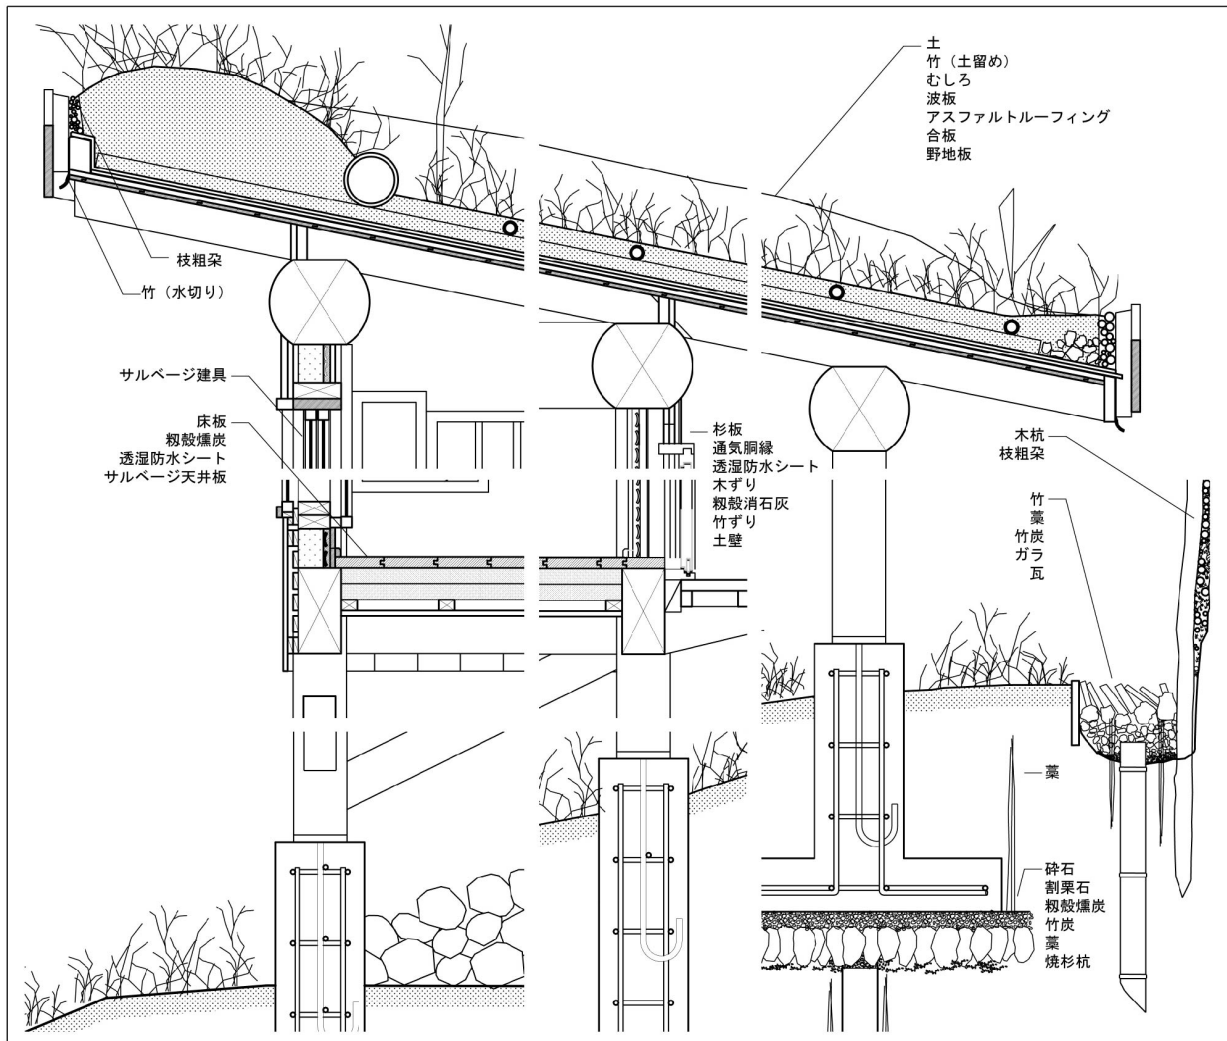 土
竹（土留め）
むしろ
波板
アスファルトルーフィング
合板
野地板
枝粗朶
竹（水切り）
サルベージ建具
床板
籾殻燻炭
透湿防水シート
サルベージ天井板
杉板
通気胴縁
透湿防水シート
木ずり
籾殻消石灰
竹ずり
土壁
木杭
枝粗朶
竹
藁
竹炭
ガラ
瓦
藁
砕石
割栗石
籾殻燻炭
竹炭
藁
焼杉杭